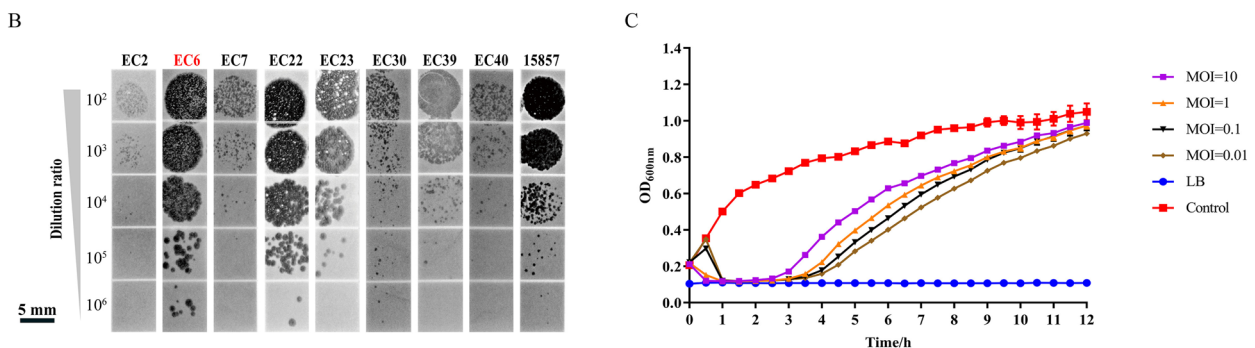 B
EC2 EC6 EC7 EC22 EC23 EC30 EC39 EC40 15857
Dilution ratio
10²
10³
10⁴
10⁵
10⁶
5 mm
C
OD600nm
1.4
1.2
1.0
0.8
0.6
0.4
0.2
0.0
0 1 2 3 4 5 6 7 8 9 10 11 12
Time/h
MOI=10
MOI=1
MOI=0.1
MOI=0.01
LB
Control